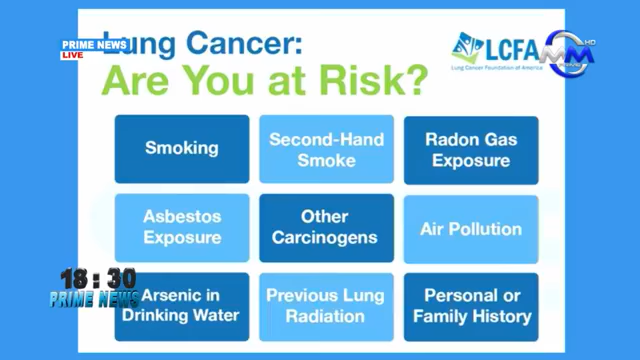 PRIME NEWS
LIVE
Lung Cancer:
Are You at Risk?
LCFA
Lung Cancer Foundation of America
MM
HD
Smoking
Second-Hand
Smoke
Radon Gas
Exposure
Asbestos
Exposure
Other
Carcinogens
Air Pollution
18:30
PRIME NEWS
Arsenic in
Drinking Water
Previous Lung
Radiation
Personal or
Family History